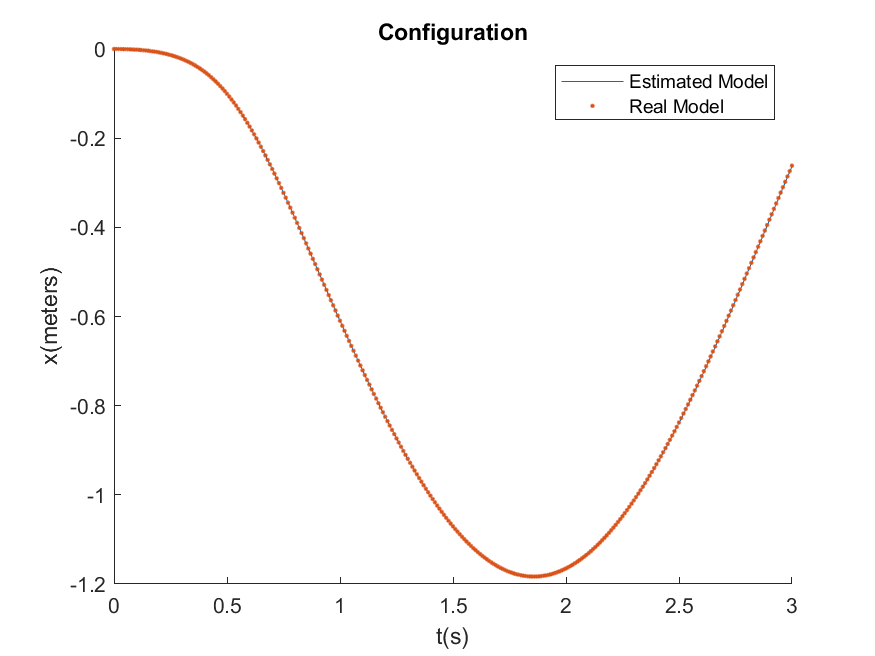 Configuration
Estimated Model
Real Model
0
-0.2
-0.4
-0.6
-0.8
-1
-1.2
x(meters)
0
0.5
1
1.5
2
2.5
3
t(s)